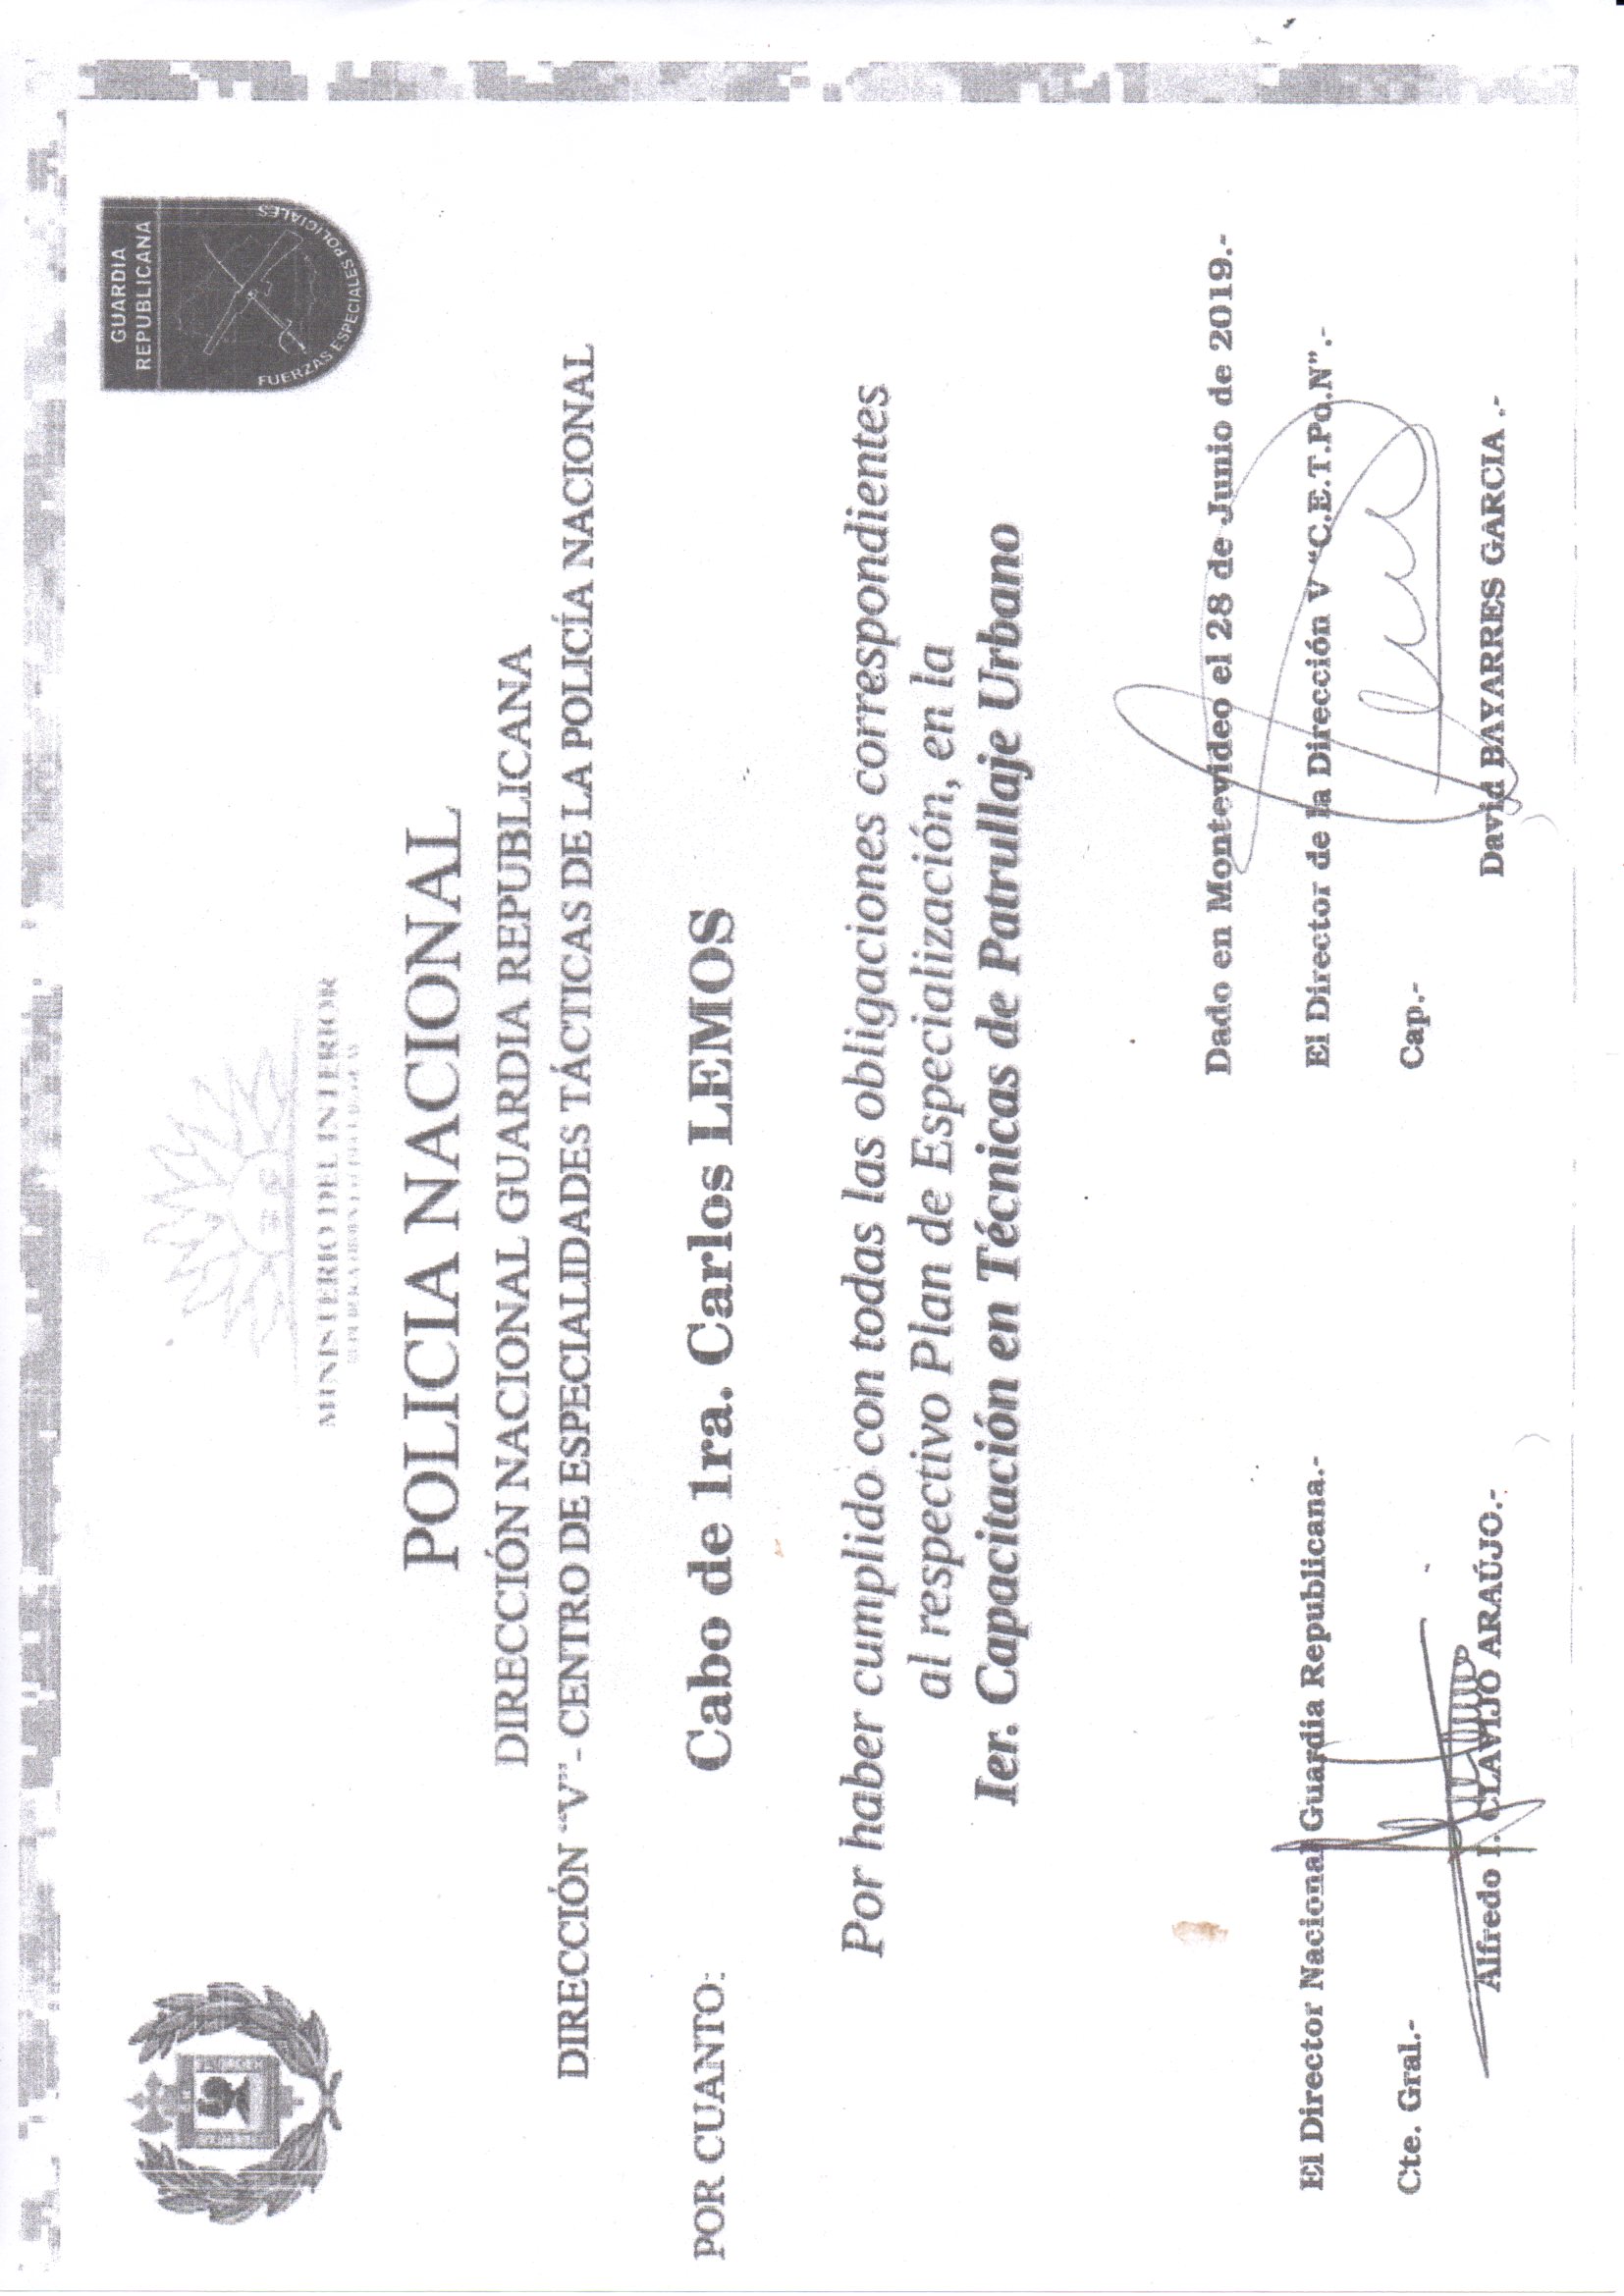 GUARDIA
REPUBLICANA
FUERZAS ESPECIALES POLICIALES
MINISTERIO DEL INTERIOR
POLICIA NACIONAL
DIRECCIÓN NACIONAL GUARDIA REPUBLICANA
DIRECCIÓN “V”- CENTRO DE ESPECIALIDADES TÁCTICAS DE LA POLICÍA NACIONAL
POR CUANTO: Cabo de 1ra. Carlos LEMOS
Por haber cumplido con todas las obligaciones correspondientes
al respectivo Plan de Especialización, en la
Ier. Capacitación en Técnicas de Patrullaje Urbano
Dado en Montevideo el 28 de Junio de 2019.-
El Director Nacional Guardia Republicana.-
Cte. Gral.-
Alfredo CLAVIJO ARAÚJO.-
El Director de la Dirección V “C.E.T.Po.N”.-
Cap.-
David BAYARRES GARCIA .-